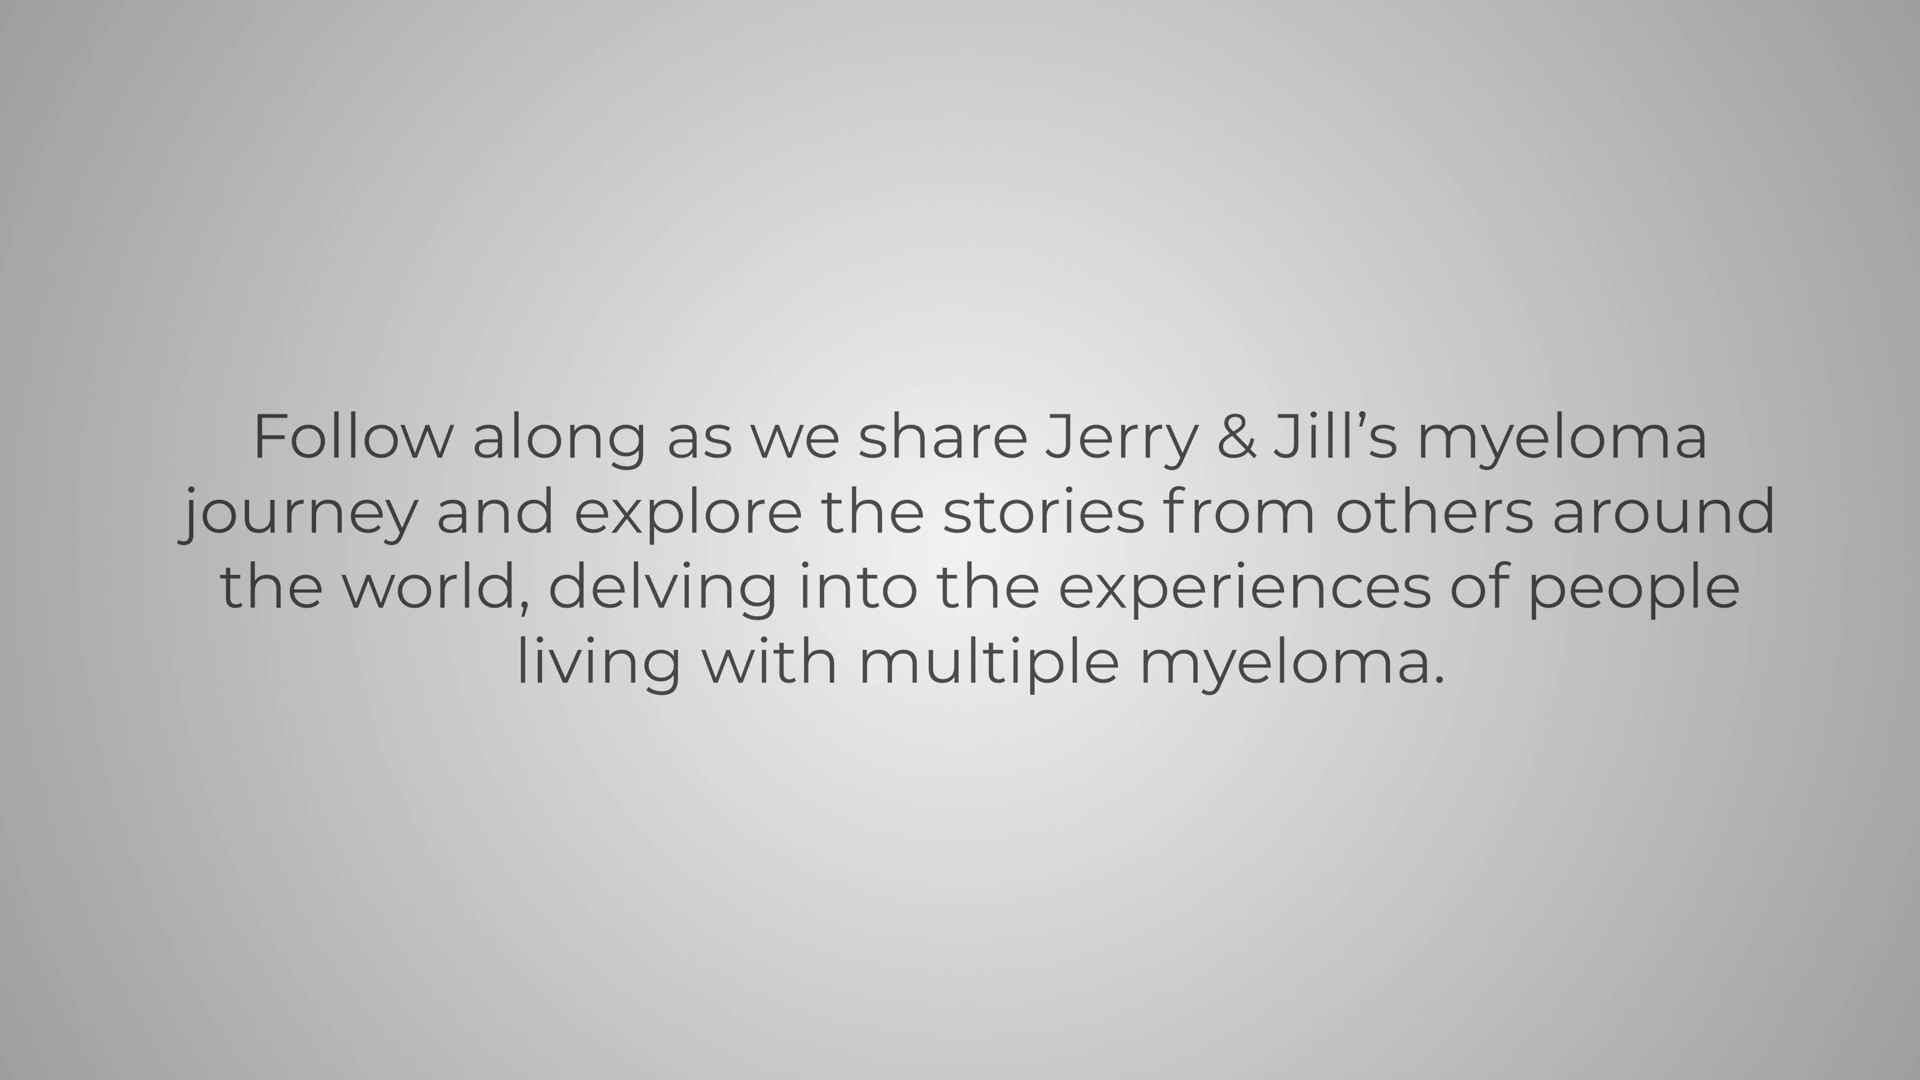 Follow along as we share Jerry & Jill’s myeloma
journey and explore the stories from others around
the world, delving into the experiences of people
living with multiple myeloma.